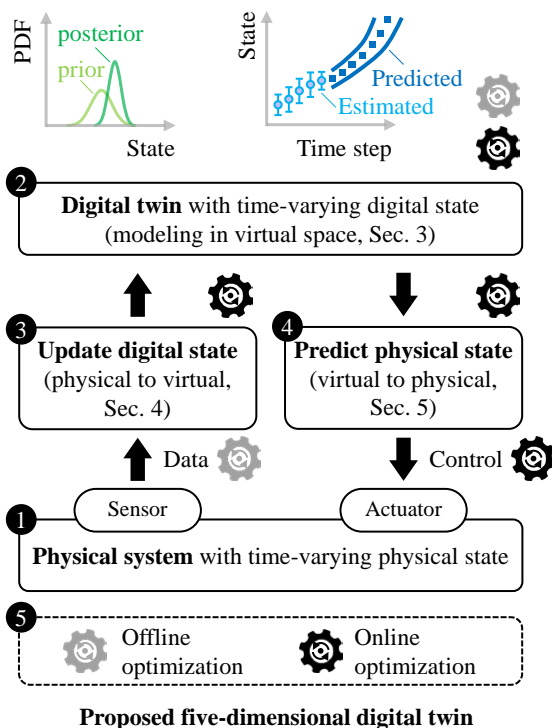 PDF
posterior
prior
State
State
Predicted
Estimated
Time step
2
Digital twin with time-varying digital state
(modeling in virtual space, Sec. 3)
3
Update digital state
(physical to virtual,
Sec. 4)
4
Predict physical state
(virtual to physical,
Sec. 5)
Data
Control
Sensor
Actuator
1
Physical system with time-varying physical state
5
Offline
optimization
Online
optimization
Proposed five-dimensional digital twin